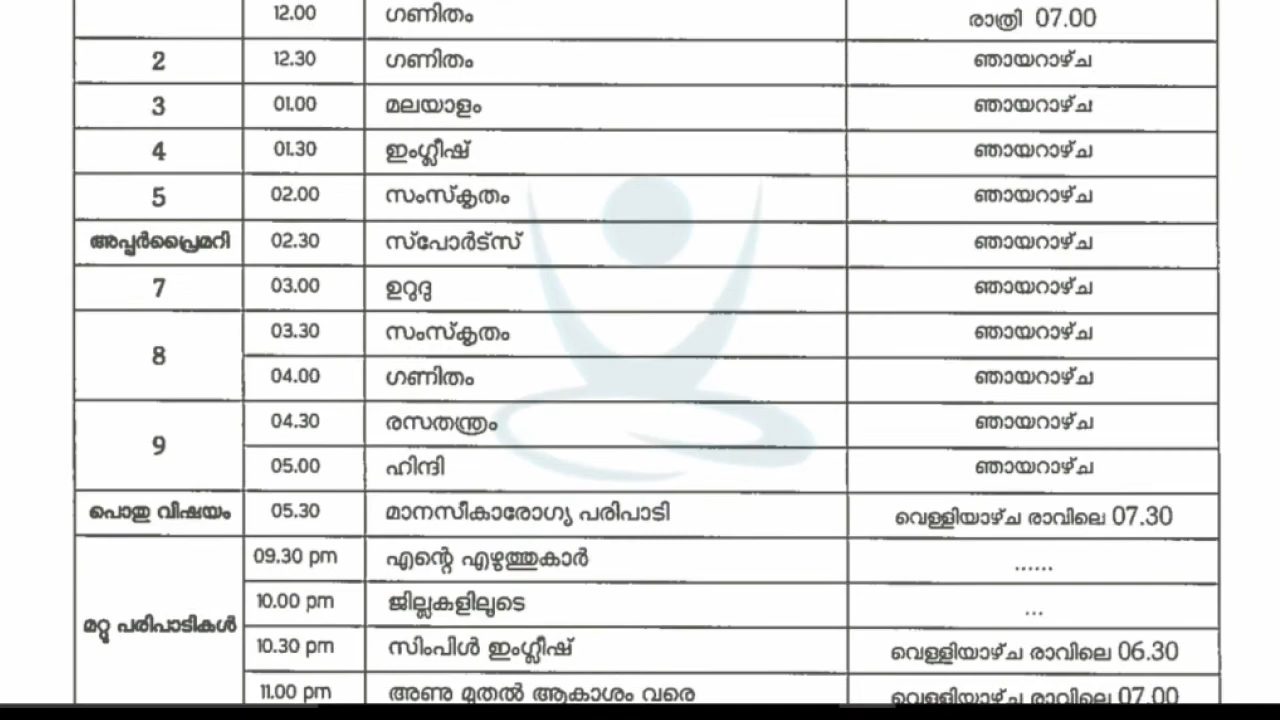 12.00 ഗണിതം രാത്രി 07.00
2 12.30 ഗണിതം ഞായറാഴ്ച
3 01.00 മലയാളം ഞായറാഴ്ച
4 01.30 ഇംഗ്ലീഷ് ഞായറാഴ്ച
5 02.00 സംസ്കൃതം ഞായറാഴ്ച
അപ്പർപ്രൈമറി 02.30 സ്പോർട്സ് ഞായറാഴ്ച
7 03.00 ഉറുദു ഞായറാഴ്ച
8 03.30 സംസ്കൃതം ഞായറാഴ്ച
04.00 ഗണിതം ഞായറാഴ്ച
9 04.30 രസതന്ത്രം ഞായറാഴ്ച
05.00 ഹിന്ദി ഞായറാഴ്ച
പൊതു വിഷയം 05.30 മാനസീകാരോഗ്യ പരിപാടി വെള്ളിയാഴ്ച രാവിലെ 07.30
09.30 pm എന്റെ എഴുത്തുകാർ ......
10.00 pm ജില്ലകളിലൂടെ ...
മറ്റു പരിപാടികൾ 10.30 pm സിംപിൾ ഇംഗ്ലീഷ് വെള്ളിയാഴ്ച രാവിലെ 06.30
11.00 pm അണു മുതൽ ആകാശം വരെ വെള്ളിയാഴ്ച രാവിലെ 07.00